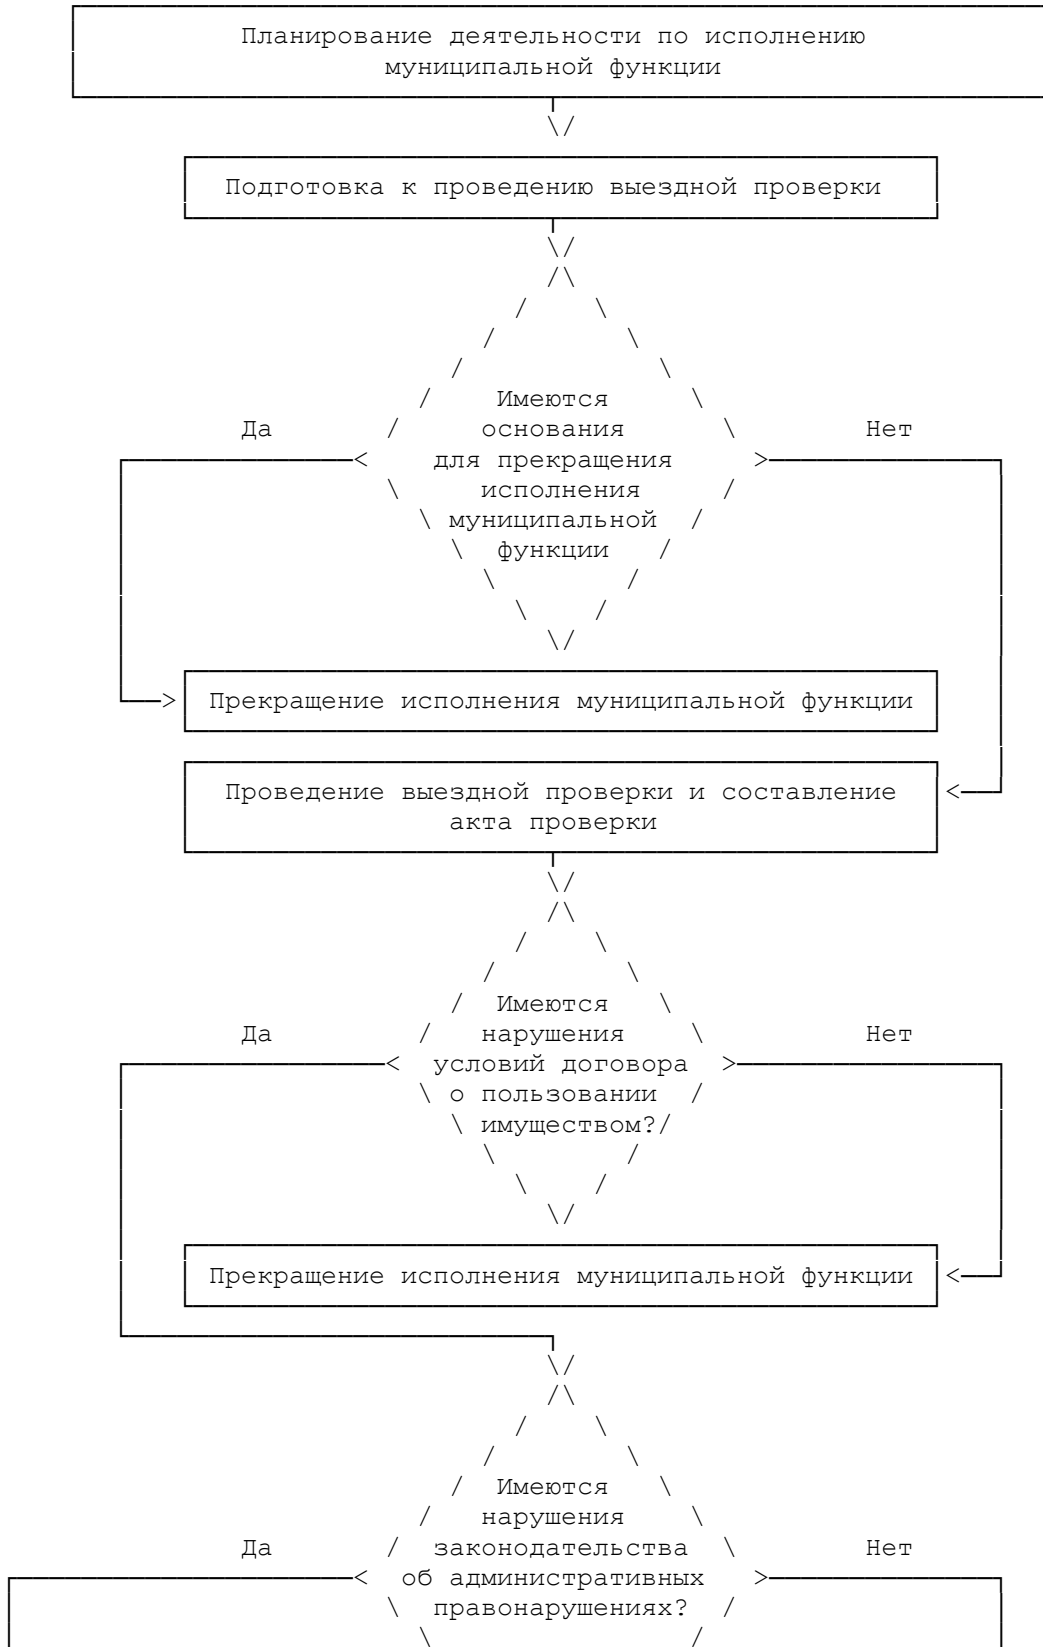 Планирование деятельности по исполнению
муниципальной функции
Подготовка к проведению выездной проверки
Имеются
Да основания Нет
для прекращения
исполнения
муниципальной
функции
Прекращение исполнения муниципальной функции
Проведение выездной проверки и составление
акта проверки
Имеются
Да нарушения Нет
условий договора
о пользовании
имуществом?
Прекращение исполнения муниципальной функции
Имеются
нарушения
Да законодательства Нет
об административных
правонарушениях?